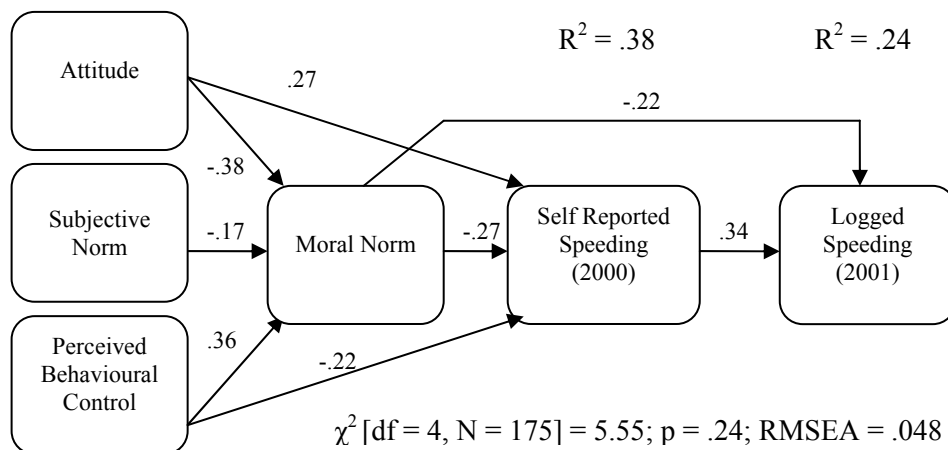 R² = .38
R² = .24
Attitude
.27
-.22
-.38
Subjective
Norm
-.17
Moral Norm
-.27
Self Reported
Speeding
(2000)
.34
Logged
Speeding
(2001)
Perceived
Behavioural
Control
.36
-.22
χ² [df = 4, N = 175] = 5.55; p = .24; RMSEA = .048